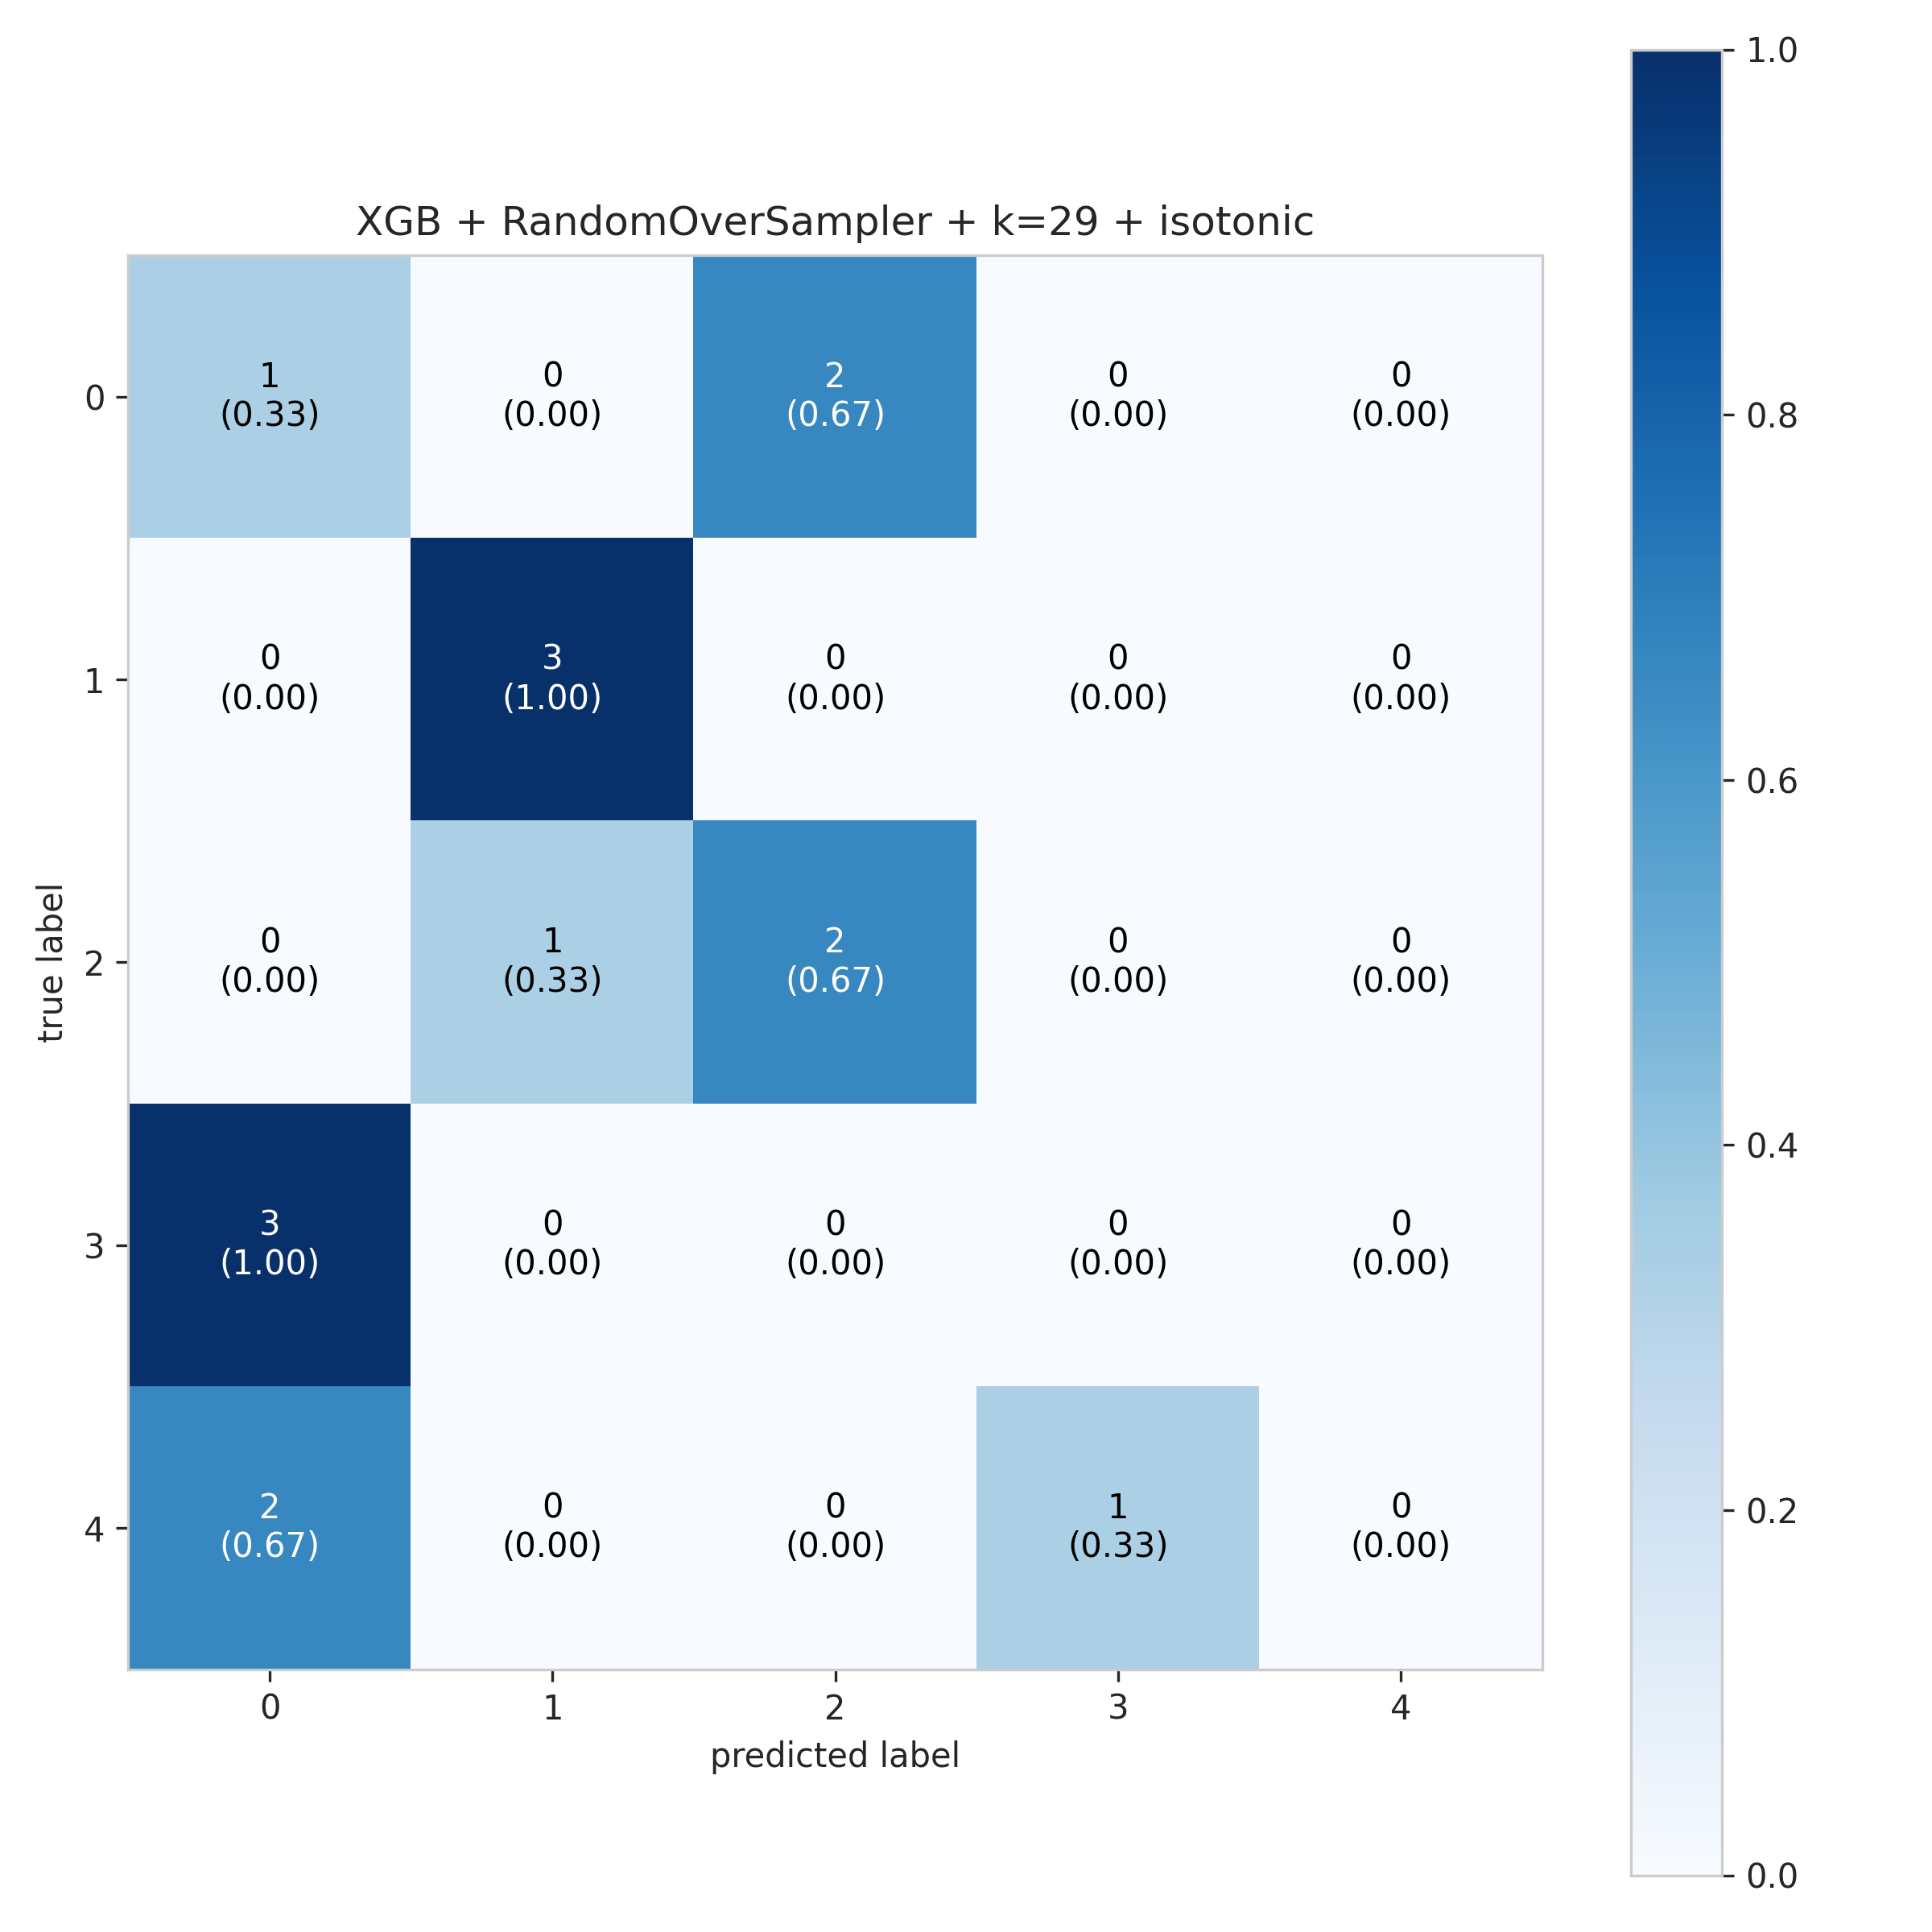 XGB + RandomOverSampler + k=29 + isotonic
1.0
0.8
0.6
0.4
0.2
0.0
true label
0
1 0 2 0 0
(0.33) (0.00) (0.67) (0.00) (0.00)
1
0 3 0 0 0
(0.00) (1.00) (0.00) (0.00) (0.00)
2
0 1 2 0 0
(0.00) (0.33) (0.67) (0.00) (0.00)
3
3 0 0 0 0
(1.00) (0.00) (0.00) (0.00) (0.00)
4
2 0 0 1 0
(0.67) (0.00) (0.00) (0.33) (0.00)
0 1 2 3 4
predicted label